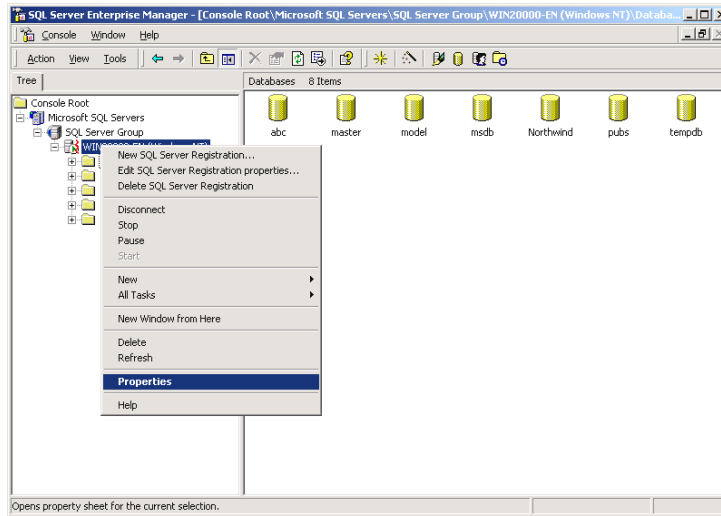 SQL Server Enterprise Manager - [Console Root\Microsoft SQL Servers\SQL Server Group\WIN20000-EN (Windows NT)\Databa...
Console Window Help
Action View Tools
Tree
Databases 8 Items
Console Root
Microsoft SQL Servers
SQL Server Group
abc master model msdb Northwind pubs tempdb
New SQL Server Registration...
Edit SQL Server Registration properties...
Delete SQL Server Registration
Disconnect
Stop
Pause
Start
New
All Tasks
New Window from Here
Delete
Refresh
Properties
Help
Opens property sheet for the current selection.